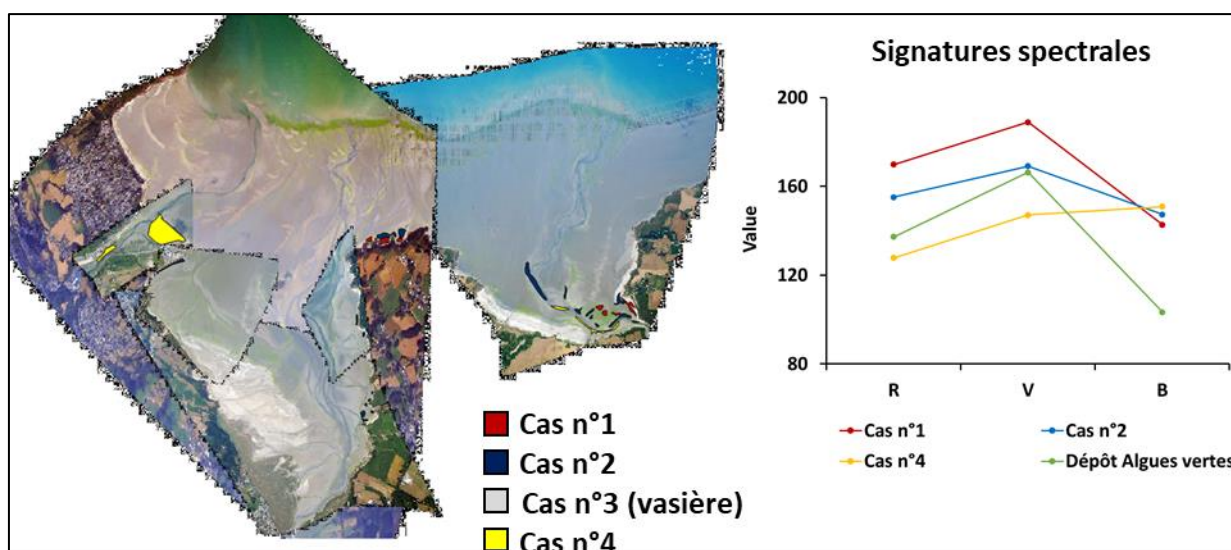 Signatures spectrales
200
160
120
80
Value
R V B
Cas n°1 Cas n°2
Cas n°4 Dépôt Algues vertes
Cas n°1
Cas n°2
Cas n°3 (vasière)
Cas n°4